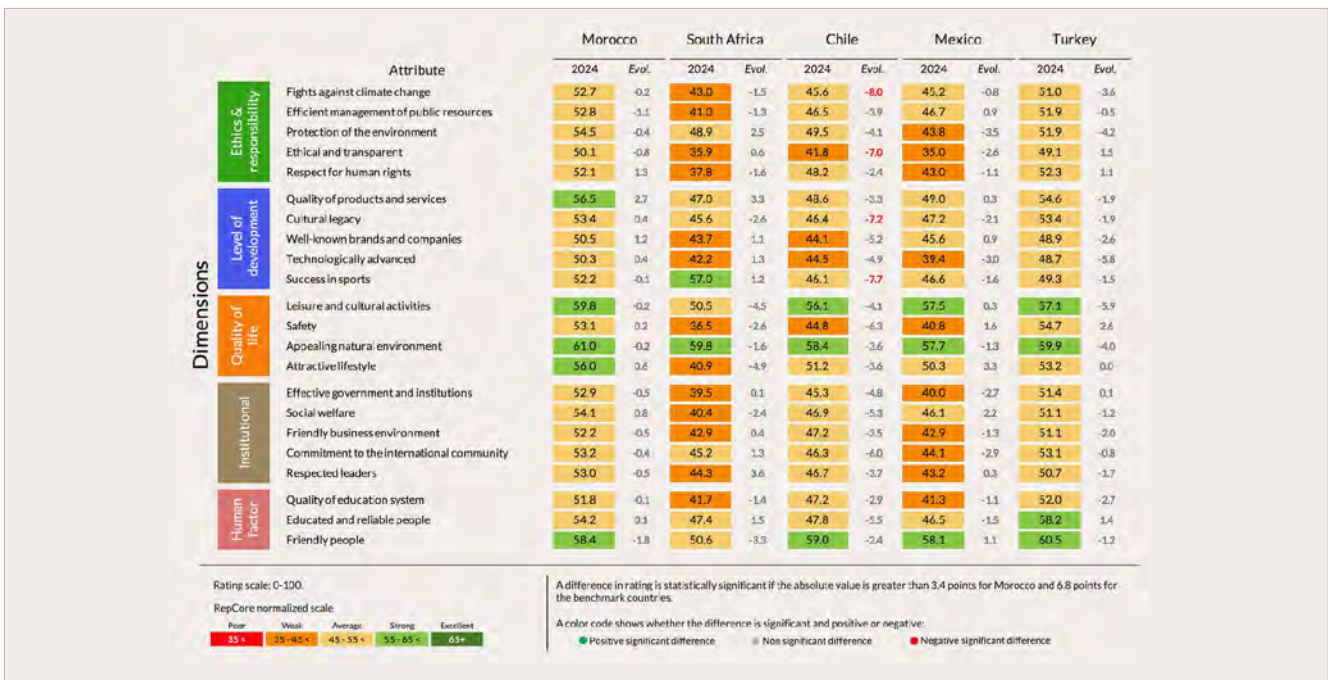 Morocco South Africa Chile Mexico Turkey
Attribute 2024 Evol. 2024 Evol. 2024 Evol. 2024 Evol. 2024 Evol.
Dimensions
Ethics & responsibility
Fights against climate change 52.7 -0.2 43.0 -1.5 45.6 -8.0 45.2 -0.8 51.0 -3.6
Efficient management of public resources 52.8 -1.1 41.0 -1.3 46.5 -3.9 46.7 0.9 51.9 -0.5
Protection of the environment 54.5 -0.4 48.9 2.5 49.5 -4.1 43.8 -3.5 51.9 -4.2
Ethical and transparent 50.1 -0.8 35.9 0.6 41.8 -7.0 35.0 -2.6 49.1 1.5
Respect for human rights 52.1 1.3 37.8 -1.6 48.2 -2.4 43.0 -1.1 52.3 1.1
Level of development
Quality of products and services 56.5 2.7 47.0 3.3 48.6 -3.3 49.0 0.3 54.6 -1.9
Cultural legacy 53.4 0.4 45.6 -2.6 46.4 -7.2 47.2 -2.1 53.4 -1.9
Well-known brands and companies 50.5 1.2 43.7 1.1 44.1 -5.2 45.6 0.9 48.9 -2.6
Technologically advanced 50.3 0.4 42.2 1.3 44.5 -4.9 39.4 -3.0 48.7 -5.8
Success in sports 52.2 -0.1 57.0 1.2 46.1 -7.7 46.6 -1.6 49.3 -1.5
Quality of life
Leisure and cultural activities 59.8 -0.2 50.5 -4.5 56.1 -4.1 57.5 0.3 57.1 -5.9
Safety 53.1 0.2 36.5 -2.6 44.8 -6.3 40.8 1.6 54.7 2.6
Appealing natural environment 61.0 -0.2 59.8 -1.6 58.4 -3.6 57.7 -1.3 59.9 -4.0
Attractive lifestyle 56.0 0.6 40.9 -4.9 51.2 -3.6 50.3 3.3 53.2 0.0
Institutional
Effective government and institutions 52.9 -0.5 39.5 0.1 45.3 -4.8 40.0 -2.7 51.4 0.1
Social welfare 54.1 0.8 40.4 -2.4 46.9 -5.3 46.1 2.2 51.1 -1.2
Friendly business environment 52.2 -0.5 42.9 0.4 47.2 -3.5 42.9 -1.3 51.1 -2.0
Commitment to the international community 53.2 -0.4 45.2 1.3 46.3 -6.0 44.1 -2.9 53.1 -0.8
Respected leaders 53.0 -0.5 44.3 3.6 46.7 -3.7 43.2 0.3 50.7 -1.7
Human factor
Quality of education system 51.8 -0.1 41.7 -1.4 47.2 -2.9 41.3 -1.1 52.0 -2.7
Educated and reliable people 54.2 0.1 47.4 1.5 47.8 -5.5 46.5 -1.5 58.2 1.4
Friendly people 58.4 -1.8 50.6 -3.3 59.0 -2.4 58.1 1.1 60.5 -1.2
Rating scale: 0-100.
RepCore normalized scale
Poor Weak Average Strong Excellent
35 < 35 -45 < 45 - 55 < 55 - 65 < 65+
A difference in rating is statistically significant if the absolute value is greater than 3.4 points for Morocco and 6.8 points for
the benchmark countries.
A color code shows whether the difference is significant and positive or negative:
Positive significant difference Non significant difference Negative significant difference